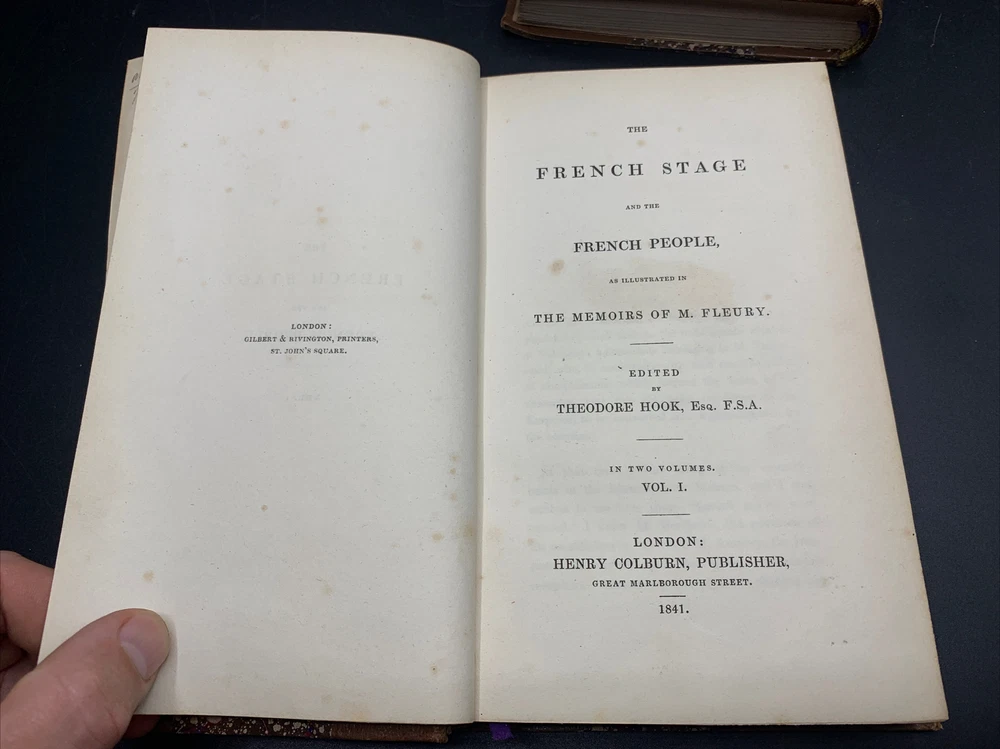 LONDON:
GILBERT & RIVINGTON, PRINTERS,
ST. JOHN'S SQUARE.
THE
FRENCH STAGE
AND THE
FRENCH PEOPLE,
AS ILLUSTRATED IN
THE MEMOIRS OF M. FLEURY.
EDITED
BY
THEODORE HOOK, Esq. F.S.A.
IN TWO VOLUMES.
VOL. I.
LONDON:
HENRY COLBURN, PUBLISHER,
GREAT MARLBOROUGH STREET.
1841.